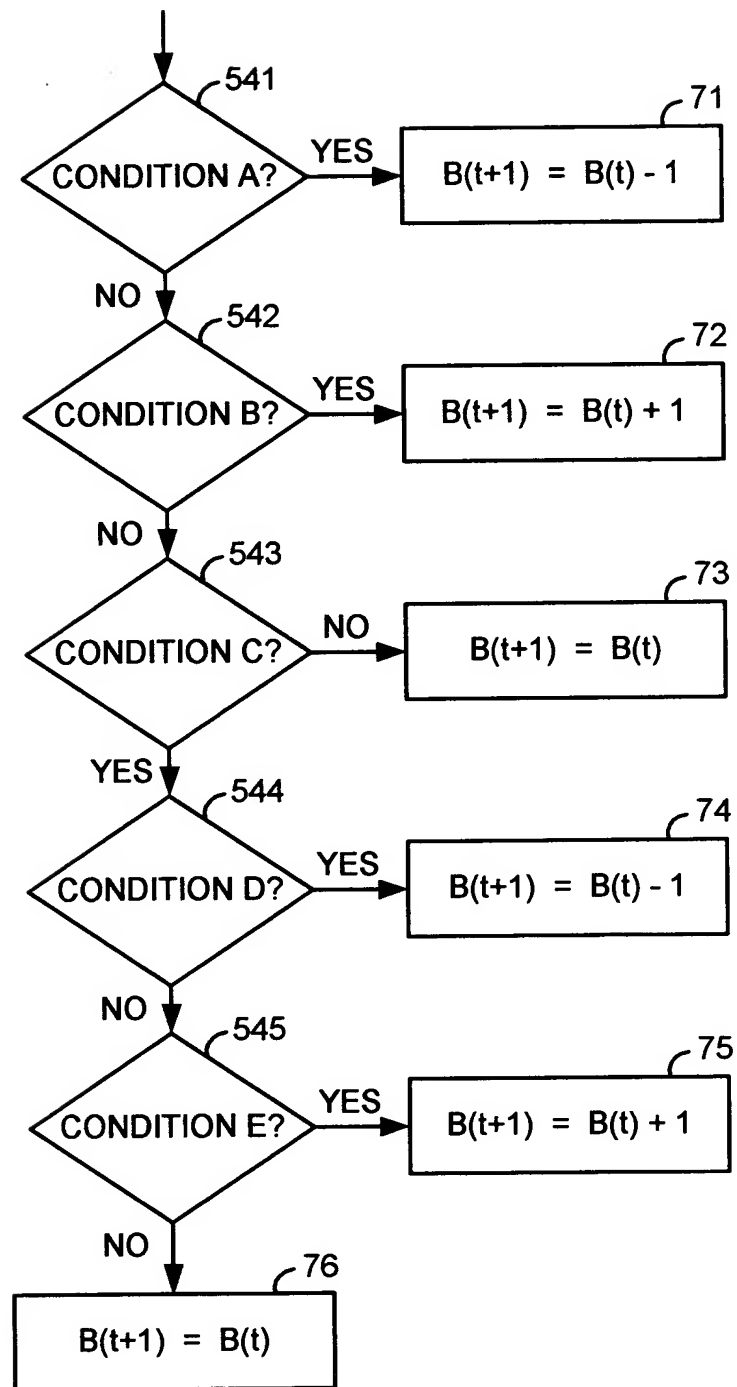 541
CONDITION A?
YES
71
B(t+1) = B(t) - 1
NO
542
CONDITION B?
YES
72
B(t+1) = B(t) + 1
NO
543
CONDITION C?
NO
73
B(t+1) = B(t)
YES
544
CONDITION D?
YES
74
B(t+1) = B(t) - 1
NO
545
CONDITION E?
YES
75
B(t+1) = B(t) + 1
NO
76
B(t+1) = B(t)